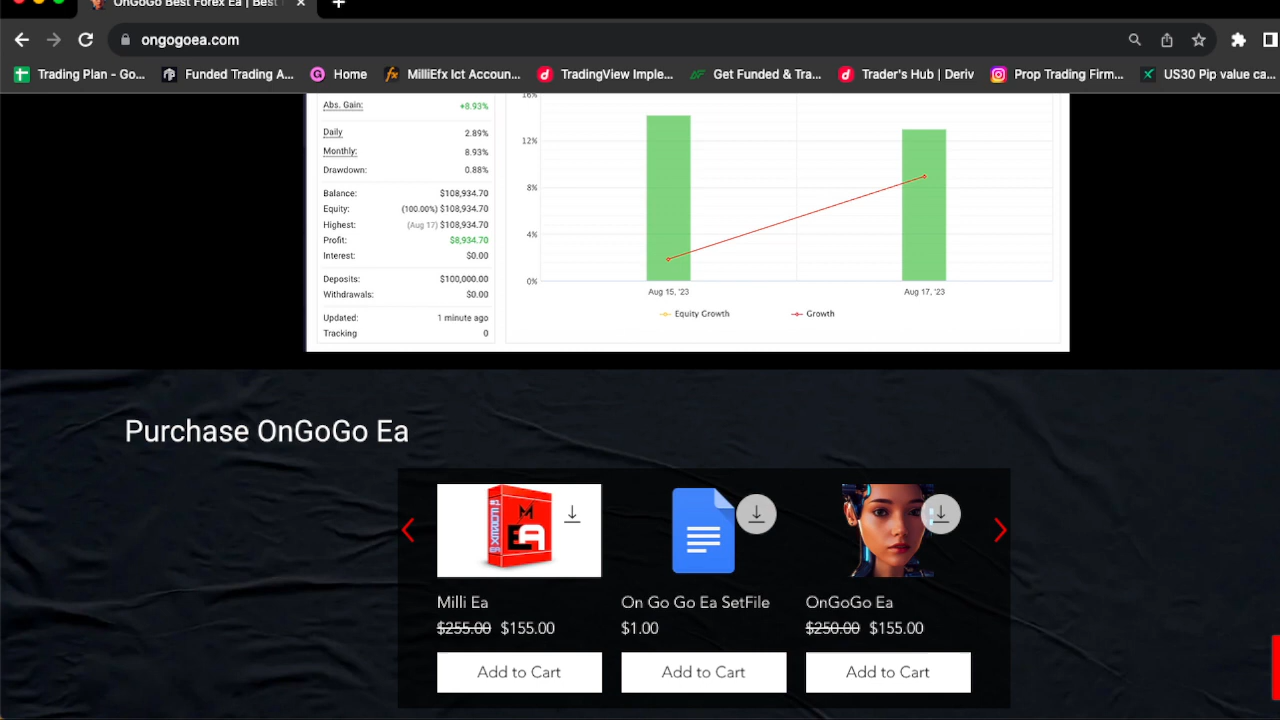 OnGoGo Best Forex Ea | Best
ongogoea.com
Trading Plan - Go... Funded Trading A... Home MilliEfx Ict Accoun... TradingView Imple... Get Funded & Tra... Trader's Hub | Deriv Prop Trading Firm... US30 Pip value ca...
Abs. Gain: +8.93%
Daily 2.89%
Monthly: 8.93%
Drawdown: 0.88%
Balance: $108,934.70
Equity: (100.00%) $108,934.70
Highest: (Aug 17) $108,934.70
Profit: $8,934.70
Interest: $0.00
Deposits: $100,000.00
Withdrawals: $0.00
Updated: 1 minute ago
Tracking 0
16%
12%
8%
4%
0%
Aug 15, '23 Aug 17, '23
Equity Growth Growth
Purchase OnGoGo Ea
M
EA
Milli Ea
$255.00 $155.00
Add to Cart
On Go Go Ea SetFile
$1.00
Add to Cart
OnGoGo Ea
$250.00 $155.00
Add to Cart